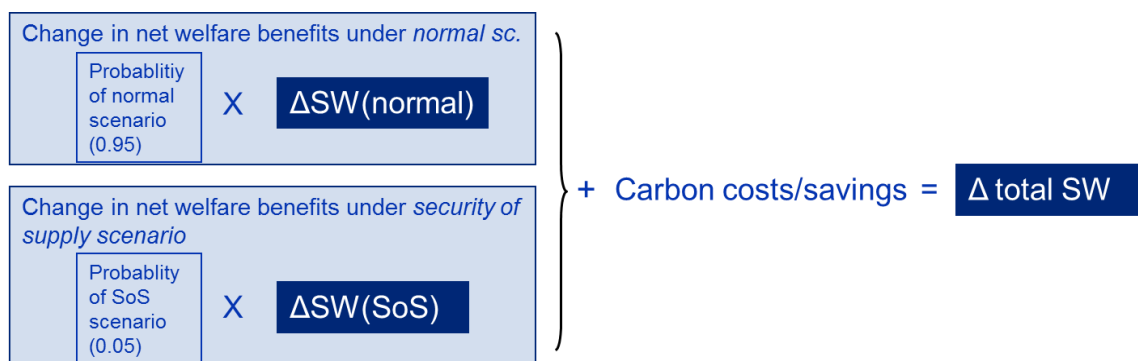 Change in net welfare benefits under normal sc.
Probablitiy
of normal
scenario
(0.95)
X
ΔSW(normal)
Change in net welfare benefits under security of
supply scenario
Probablity
of SoS
scenario
(0.05)
X
ΔSW(SoS)
+ Carbon costs/savings =
Δ total SW